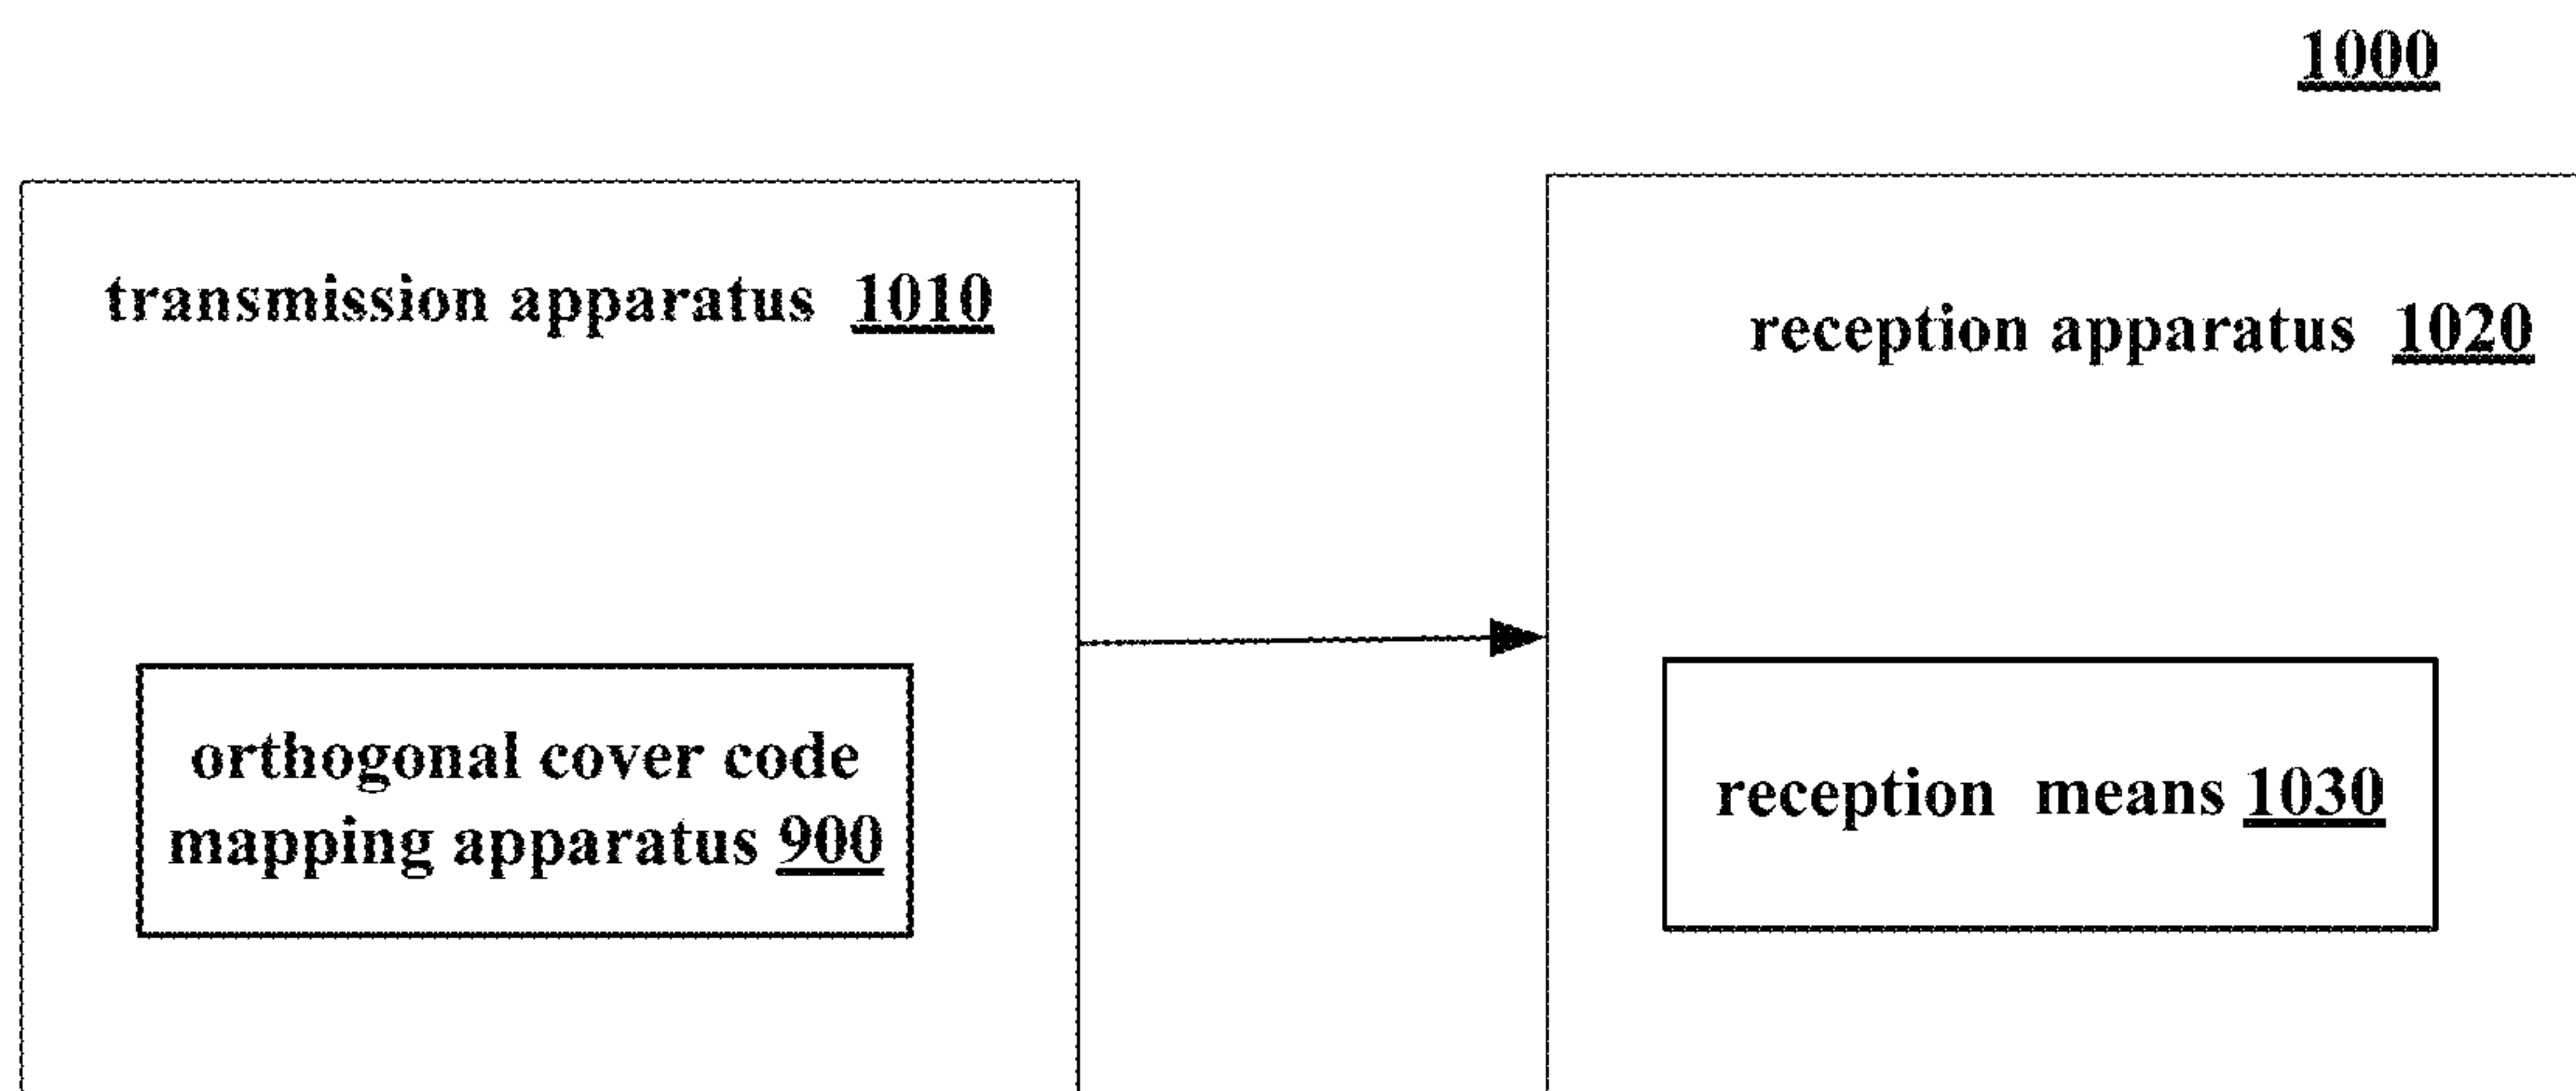 1000
transmission apparatus 1010
reception apparatus 1020
orthogonal cover code
mapping apparatus 900
reception means 1030